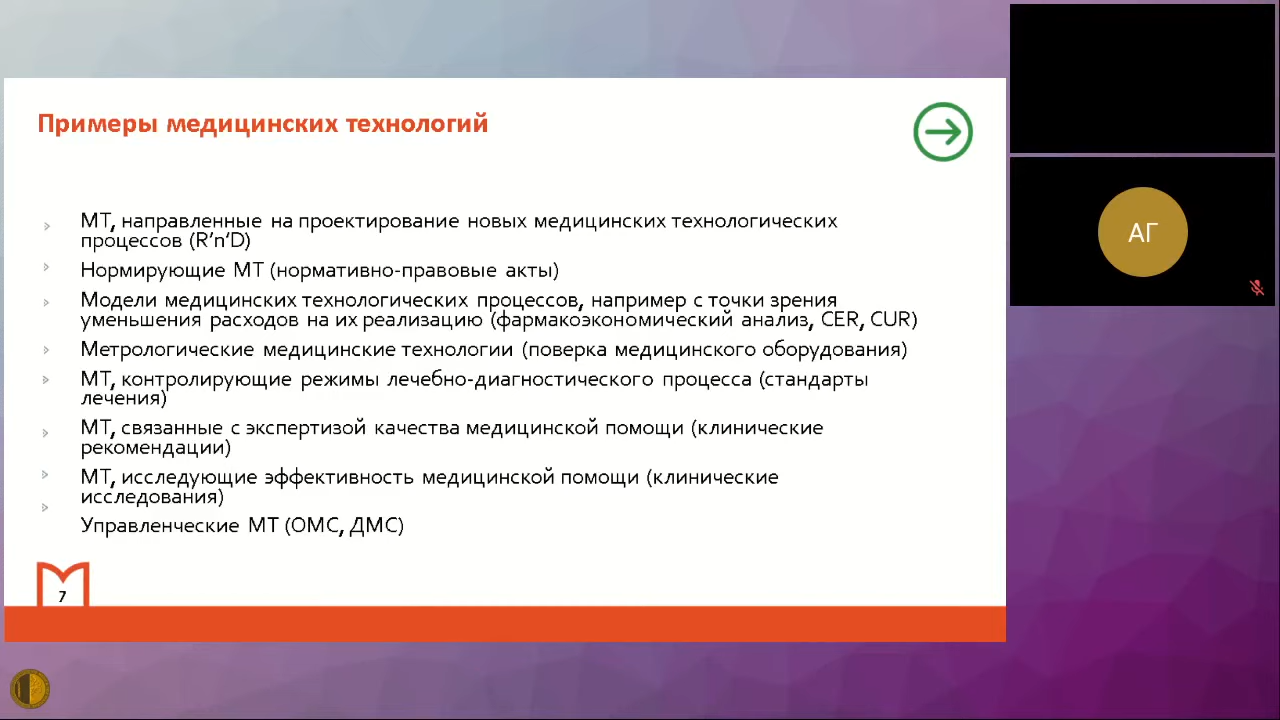 Примеры медицинских технологий
МТ, направленные на проектирование новых медицинских технологических
процессов (R’n’D)
Нормирующие МТ (нормативно-правовые акты)
Модели медицинских технологических процессов, например с точки зрения
уменьшения расходов на их реализацию (фармакоэкономический анализ, CER, CUR)
Метрологические медицинские технологии (поверка медицинского оборудования)
МТ, контролирующие режимы лечебно-диагностического процесса (стандарты
лечения)
МТ, связанные с экспертизой качества медицинской помощи (клинические
рекомендации)
МТ, исследующие эффективность медицинской помощи (клинические
исследования)
Управленческие МТ (ОМС, ДМС)
7
АГ